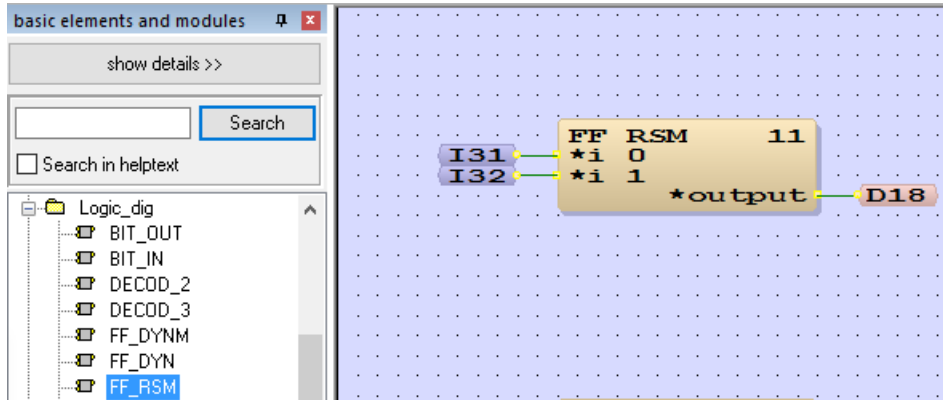 basic elements and modules
show details >>
Search
Search in helptext
Logic_dig
BIT_OUT
BIT_IN
DECOD_2
DECOD_3
FF_DYNM
FF_DYN
FF_RSM
FF RSM 11
I31 *i 0
I32 *i 1
*output D18